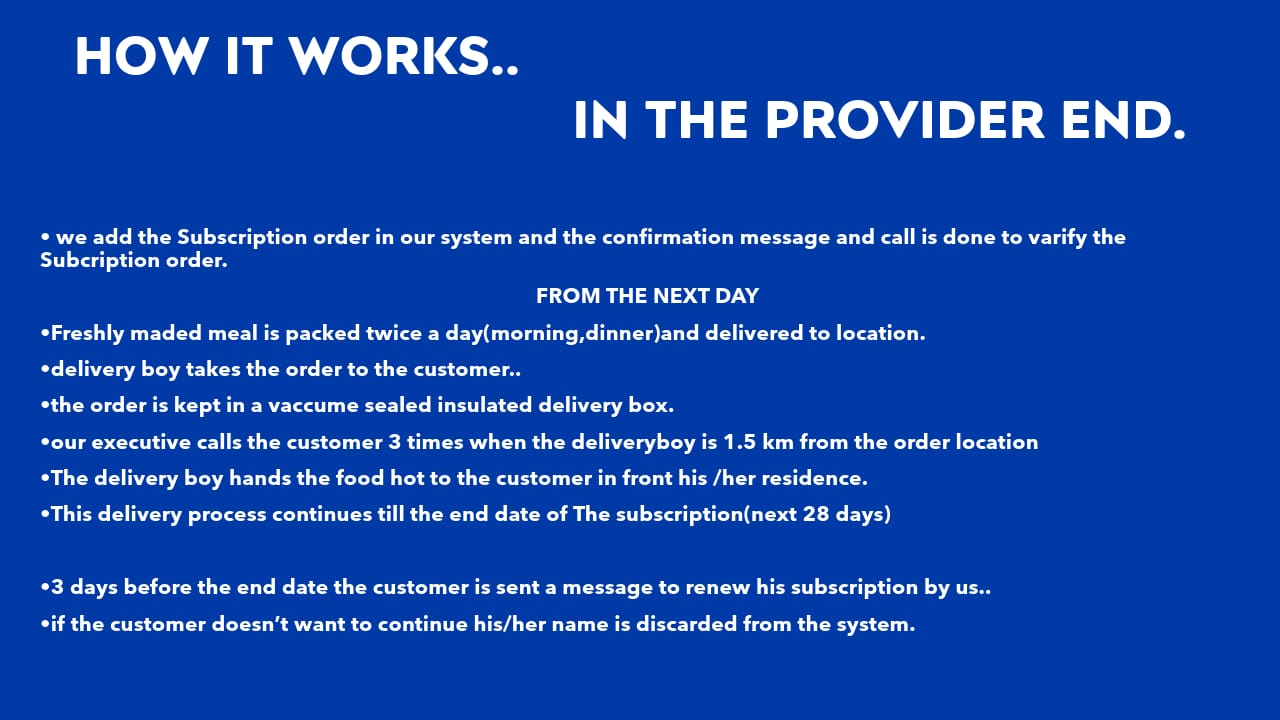 HOW IT WORKS..
IN THE PROVIDER END.
• we add the Subscription order in our system and the confirmation message and call is done to varify the
Subcription order.
FROM THE NEXT DAY
•Freshly maded meal is packed twice a day(morning,dinner)and delivered to location.
•delivery boy takes the order to the customer..
•the order is kept in a vaccume sealed insulated delivery box.
•our executive calls the customer 3 times when the deliveryboy is 1.5 km from the order location
•The delivery boy hands the food hot to the customer in front his /her residence.
•This delivery process continues till the end date of The subscription(next 28 days)
•3 days before the end date the customer is sent a message to renew his subscription by us..
•if the customer doesn’t want to continue his/her name is discarded from the system.